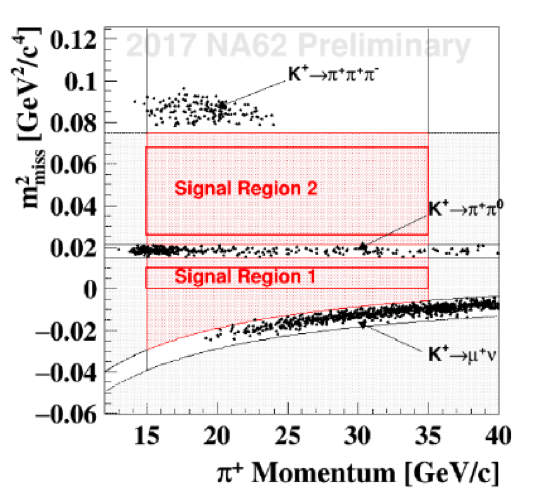 2017 NA62 Preliminary
K⁺→π⁺π⁺π⁻
Signal Region 2
K⁺→π⁺π⁰
Signal Region 1
K⁺→μ⁺ν
m²miss [GeV²/c⁴]
0.12
0.1
0.08
0.06
0.04
0.02
0
−0.02
−0.04
−0.06
15 20 25 30 35 40
π⁺ Momentum [GeV/c]